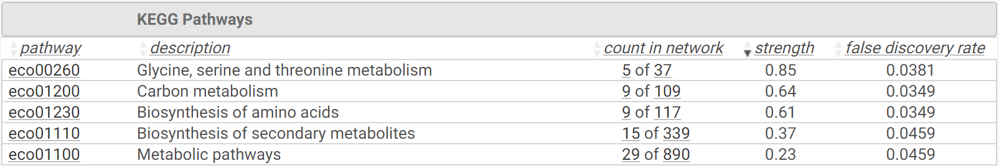 KEGG Pathways
pathway description count in network strength false discovery rate
eco00260 Glycine, serine and threonine metabolism 5 of 37 0.85 0.0381
eco01200 Carbon metabolism 9 of 109 0.64 0.0349
eco01230 Biosynthesis of amino acids 9 of 117 0.61 0.0349
eco01110 Biosynthesis of secondary metabolites 15 of 339 0.37 0.0459
eco01100 Metabolic pathways 29 of 890 0.23 0.0459